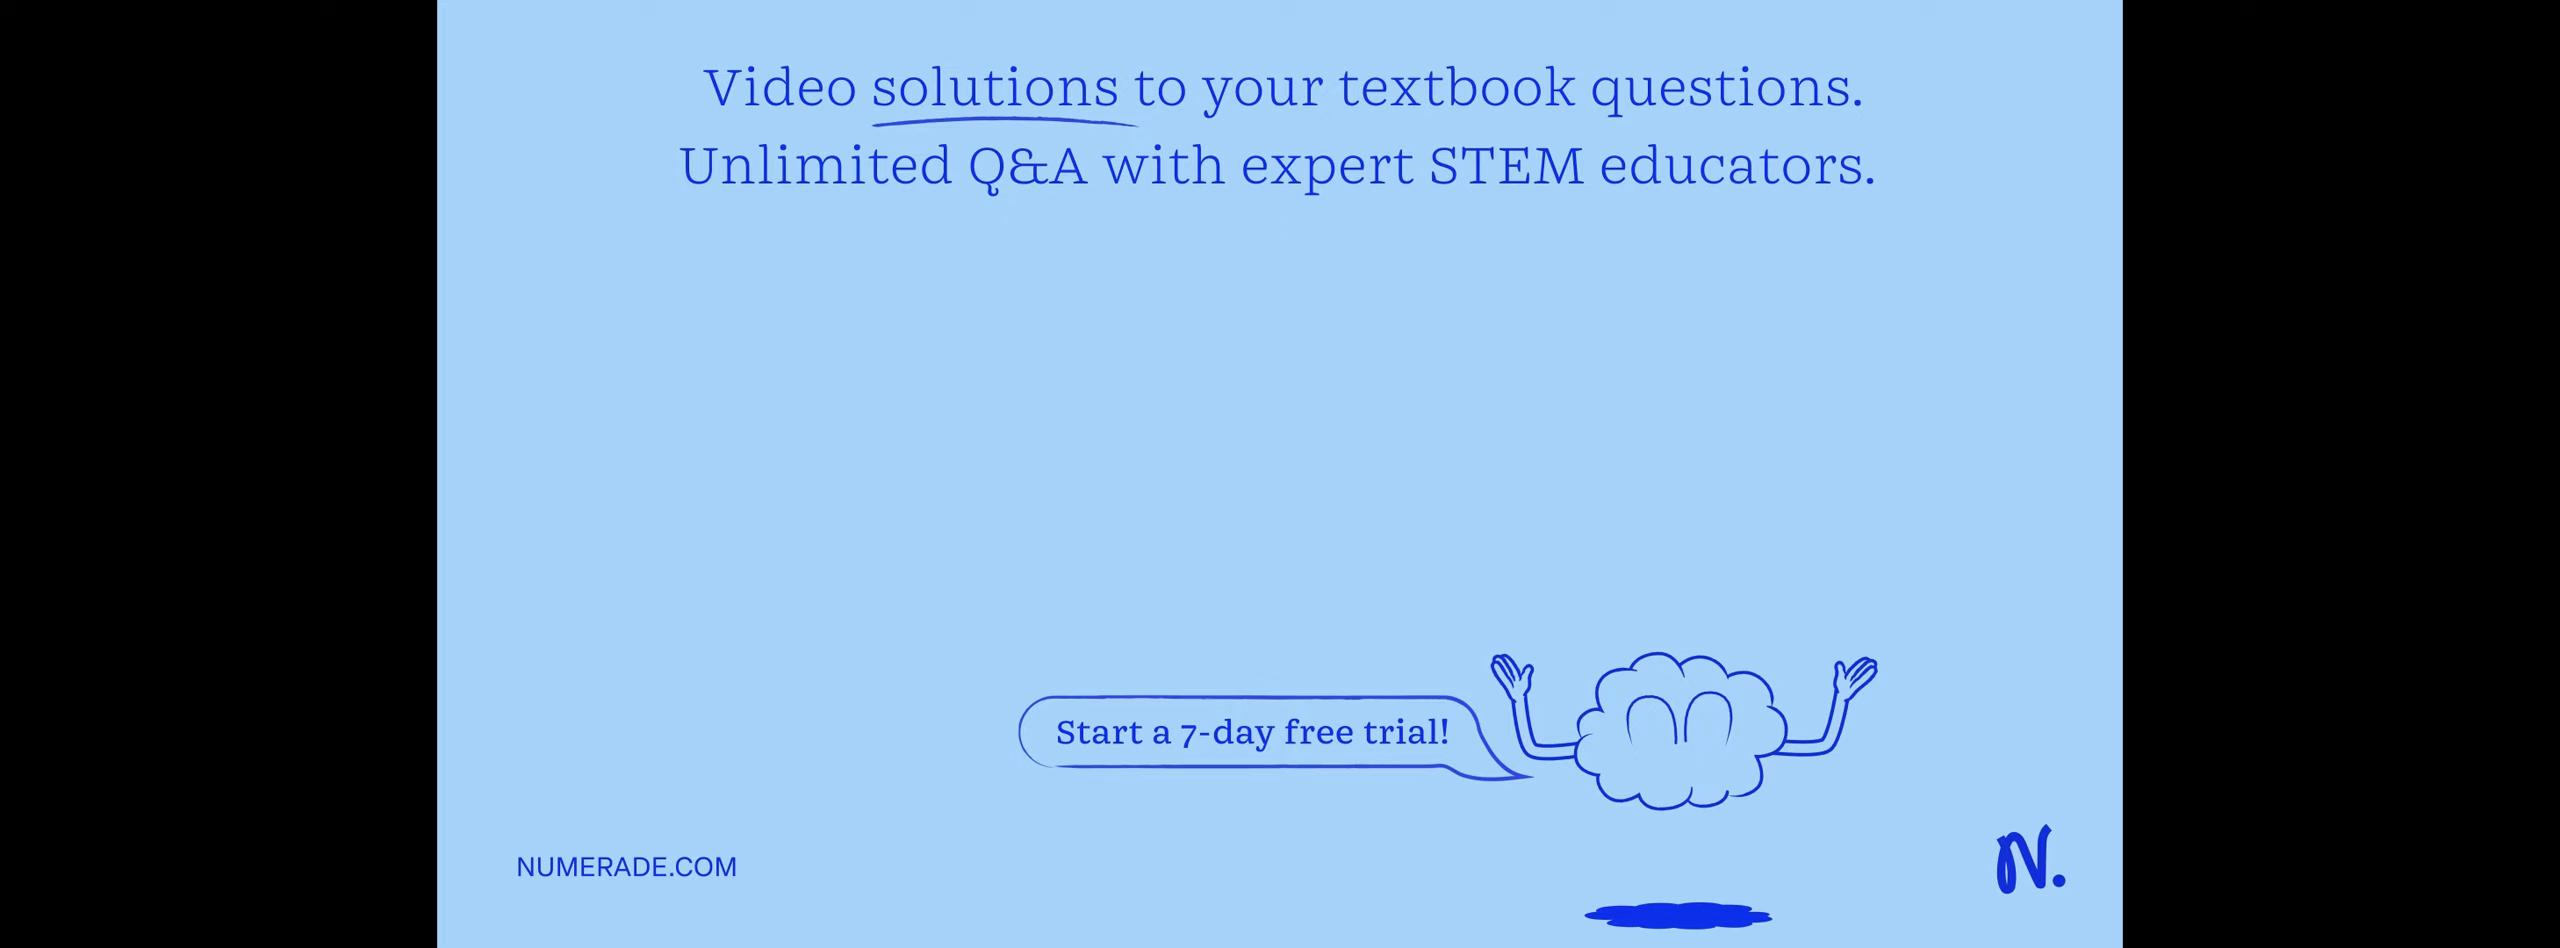 Video solutions to your textbook questions.
Unlimited Q&A with expert STEM educators.
Start a 7-day free trial!
NUMERADE.COM
N.